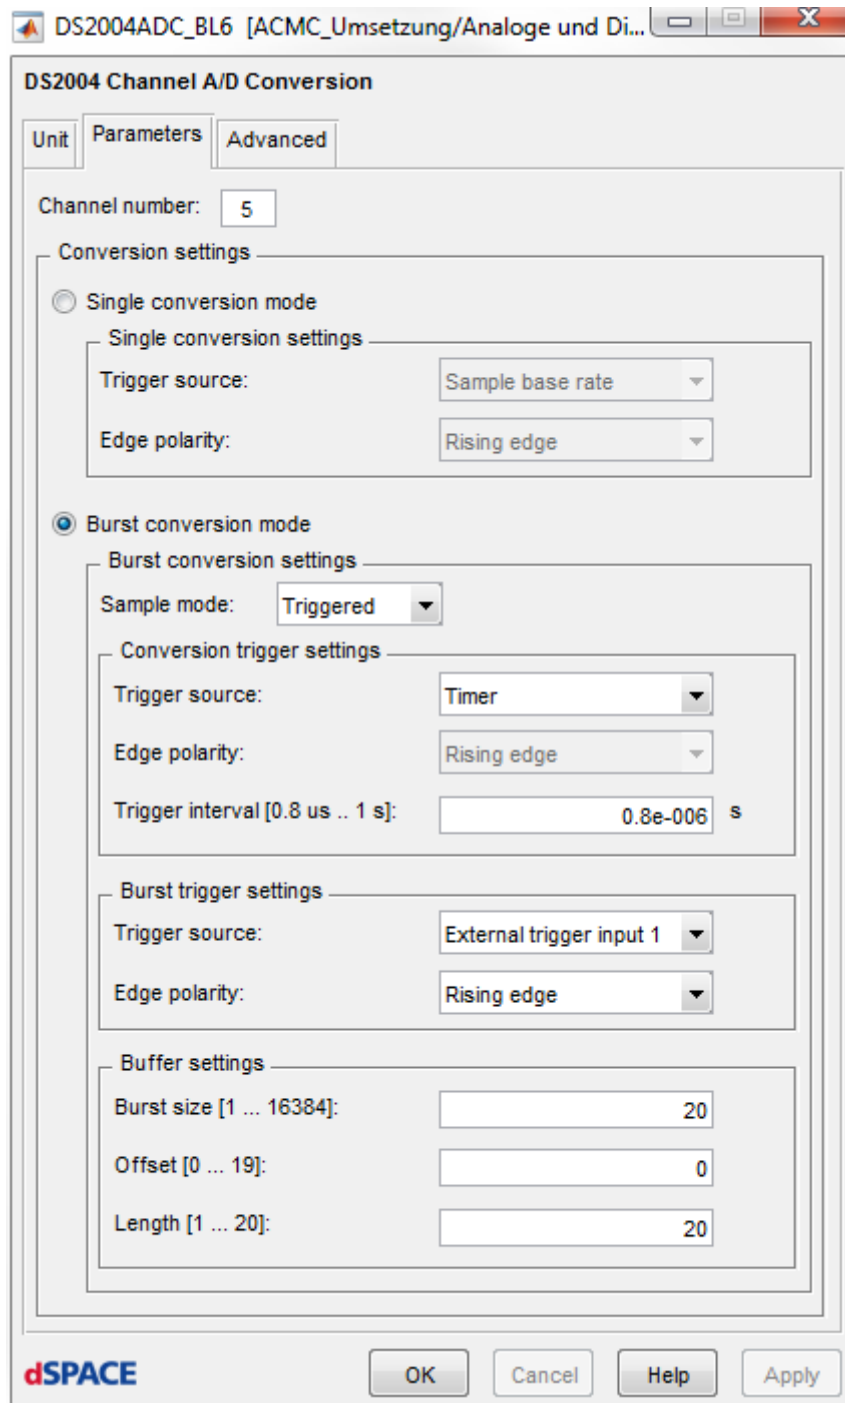 DS2004ADC_BL6 [ACMC_Umsetzung/Analoge und Di...
DS2004 Channel A/D Conversion
Unit Parameters Advanced
Channel number: 5
Conversion settings
Single conversion mode
Single conversion settings
Trigger source: Sample base rate
Edge polarity: Rising edge
Burst conversion mode
Burst conversion settings
Sample mode: Triggered
Conversion trigger settings
Trigger source: Timer
Edge polarity: Rising edge
Trigger interval [0.8 us .. 1 s]: 0.8e-006 s
Burst trigger settings
Trigger source: External trigger input 1
Edge polarity: Rising edge
Buffer settings
Burst size [1 ... 16384]: 20
Offset [0 ... 19]: 0
Length [1 ... 20]: 20
dSPACE OK Cancel Help Apply